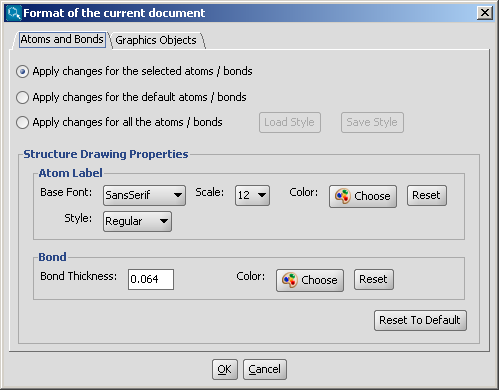 Format of the current document
Atoms and Bonds Graphics Objects
Apply changes for the selected atoms / bonds
Apply changes for the default atoms / bonds
Apply changes for all the atoms / bonds Load Style Save Style
Structure Drawing Properties
Atom Label
Base Font: SansSerif Scale: 12 Color: Choose Reset
Style: Regular
Bond
Bond Thickness: 0.064 Color: Choose Reset
Reset To Default
OK Cancel